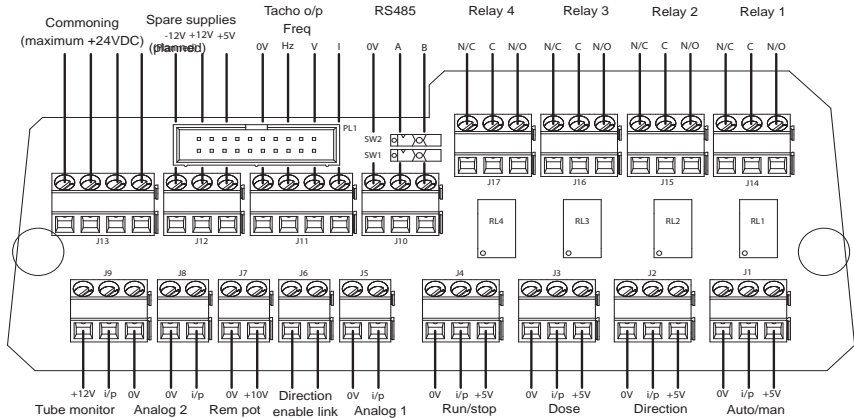 Commoning
(maximum +24VDC)
Spare supplies
(planned)
-12V +12V +5V
Tacho o/p
Freq
0V Hz V I
RS485
0V A B
Relay 4
N/C C N/O
Relay 3
N/C C N/O
Relay 2
N/C C N/O
Relay 1
N/C C N/O
PL1
SW2
SW1
J17
J16
J15
J14
J13
J12
J11
J10
RL4
RL3
RL2
RL1
J9
J8
J7
J6
J5
J4
J3
J2
J1
+12V i/p 0V
Tube monitor
0V i/p
Analog 2
0V +10V
Rem pot
Direction
enable link
0V i/p
Analog 1
0V i/p +5V
Run/stop
0V i/p +5V
Dose
0V i/p +5V
Direction
0V i/p +5V
Auto/man